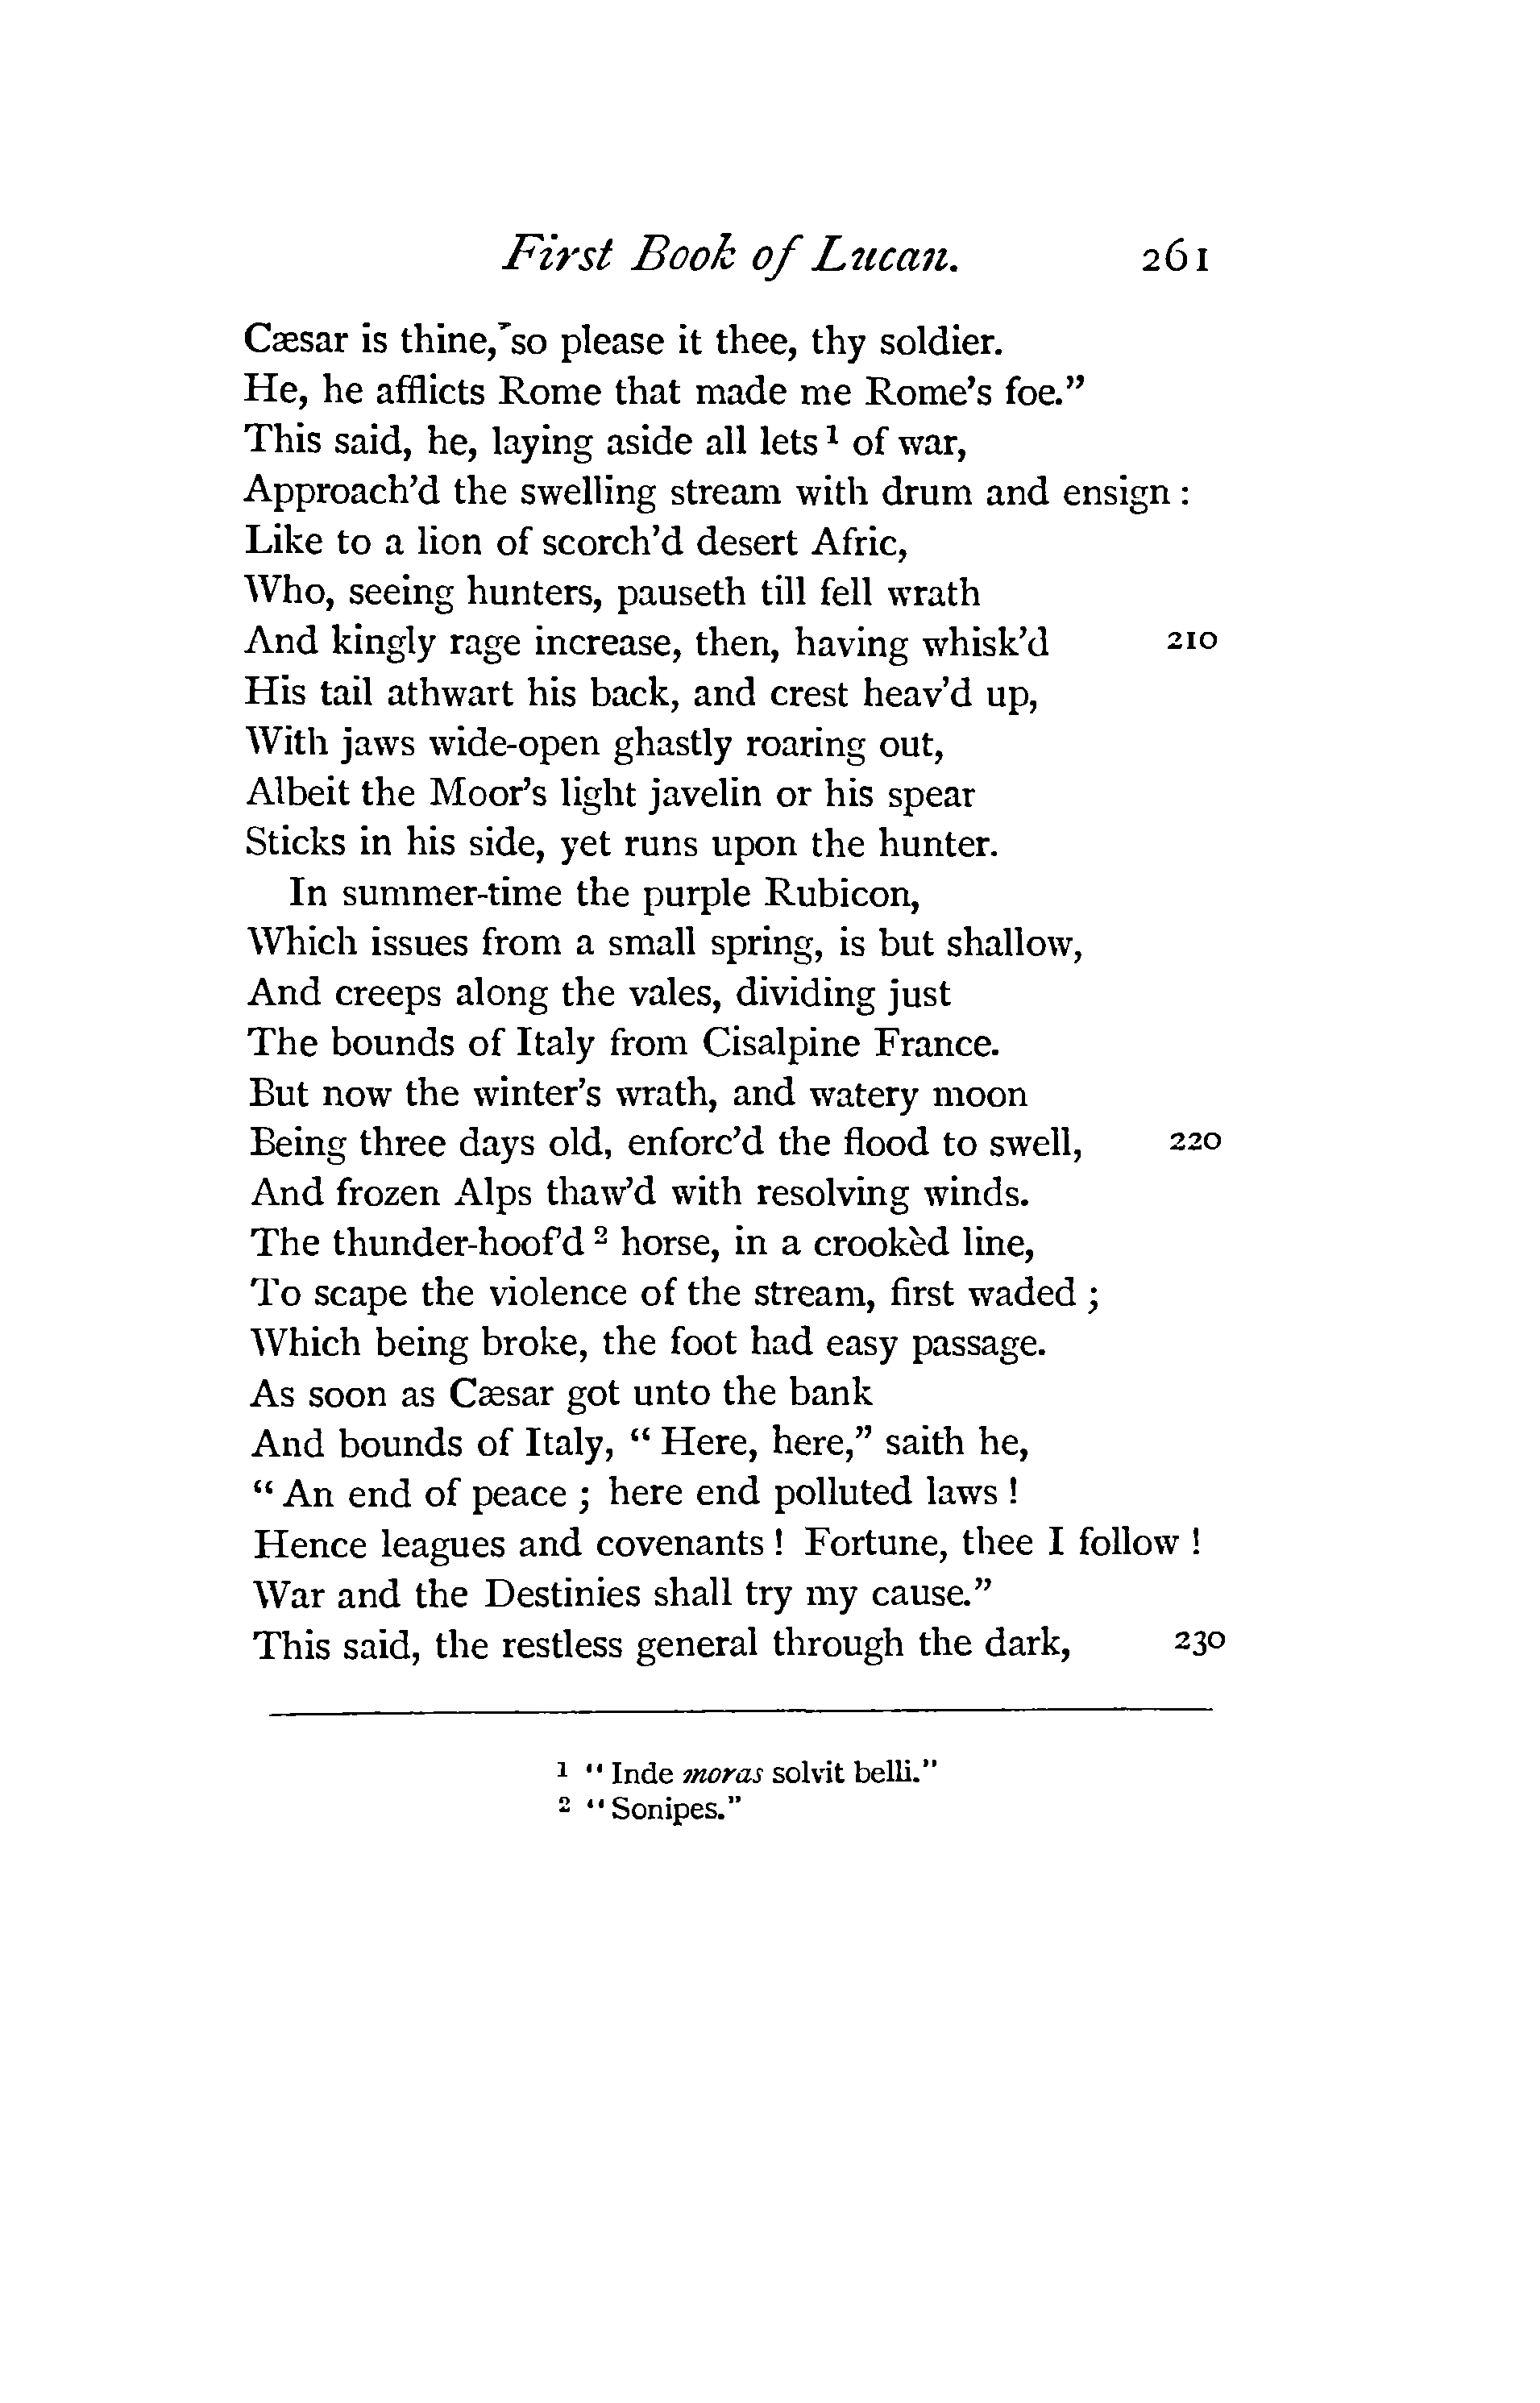 First Book of Lucan. 261
Cæsar is thine, so please it thee, thy soldier.
He, he afflicts Rome that made me Rome's foe.”
This said, he, laying aside all lets ¹ of war,
Approach'd the swelling stream with drum and ensign :
Like to a lion of scorch'd desert Afric,
Who, seeing hunters, pauseth till fell wrath
And kingly rage increase, then, having whisk'd 210
His tail athwart his back, and crest heav'd up,
With jaws wide-open ghastly roaring out,
Albeit the Moor's light javelin or his spear
Sticks in his side, yet runs upon the hunter.
In summer-time the purple Rubicon,
Which issues from a small spring, is but shallow,
And creeps along the vales, dividing just
The bounds of Italy from Cisalpine France.
But now the winter's wrath, and watery moon
Being three days old, enforc'd the flood to swell, 220
And frozen Alps thaw'd with resolving winds.
The thunder-hoof'd ² horse, in a crookèd line,
To scape the violence of the stream, first waded ;
Which being broke, the foot had easy passage.
As soon as Cæsar got unto the bank
And bounds of Italy, “ Here, here,” saith he,
“ An end of peace ; here end polluted laws !
Hence leagues and covenants ! Fortune, thee I follow !
War and the Destinies shall try my cause.”
This said, the restless general through the dark, 230
¹ “ Inde moras solvit belli.”
² “ Sonipes.”